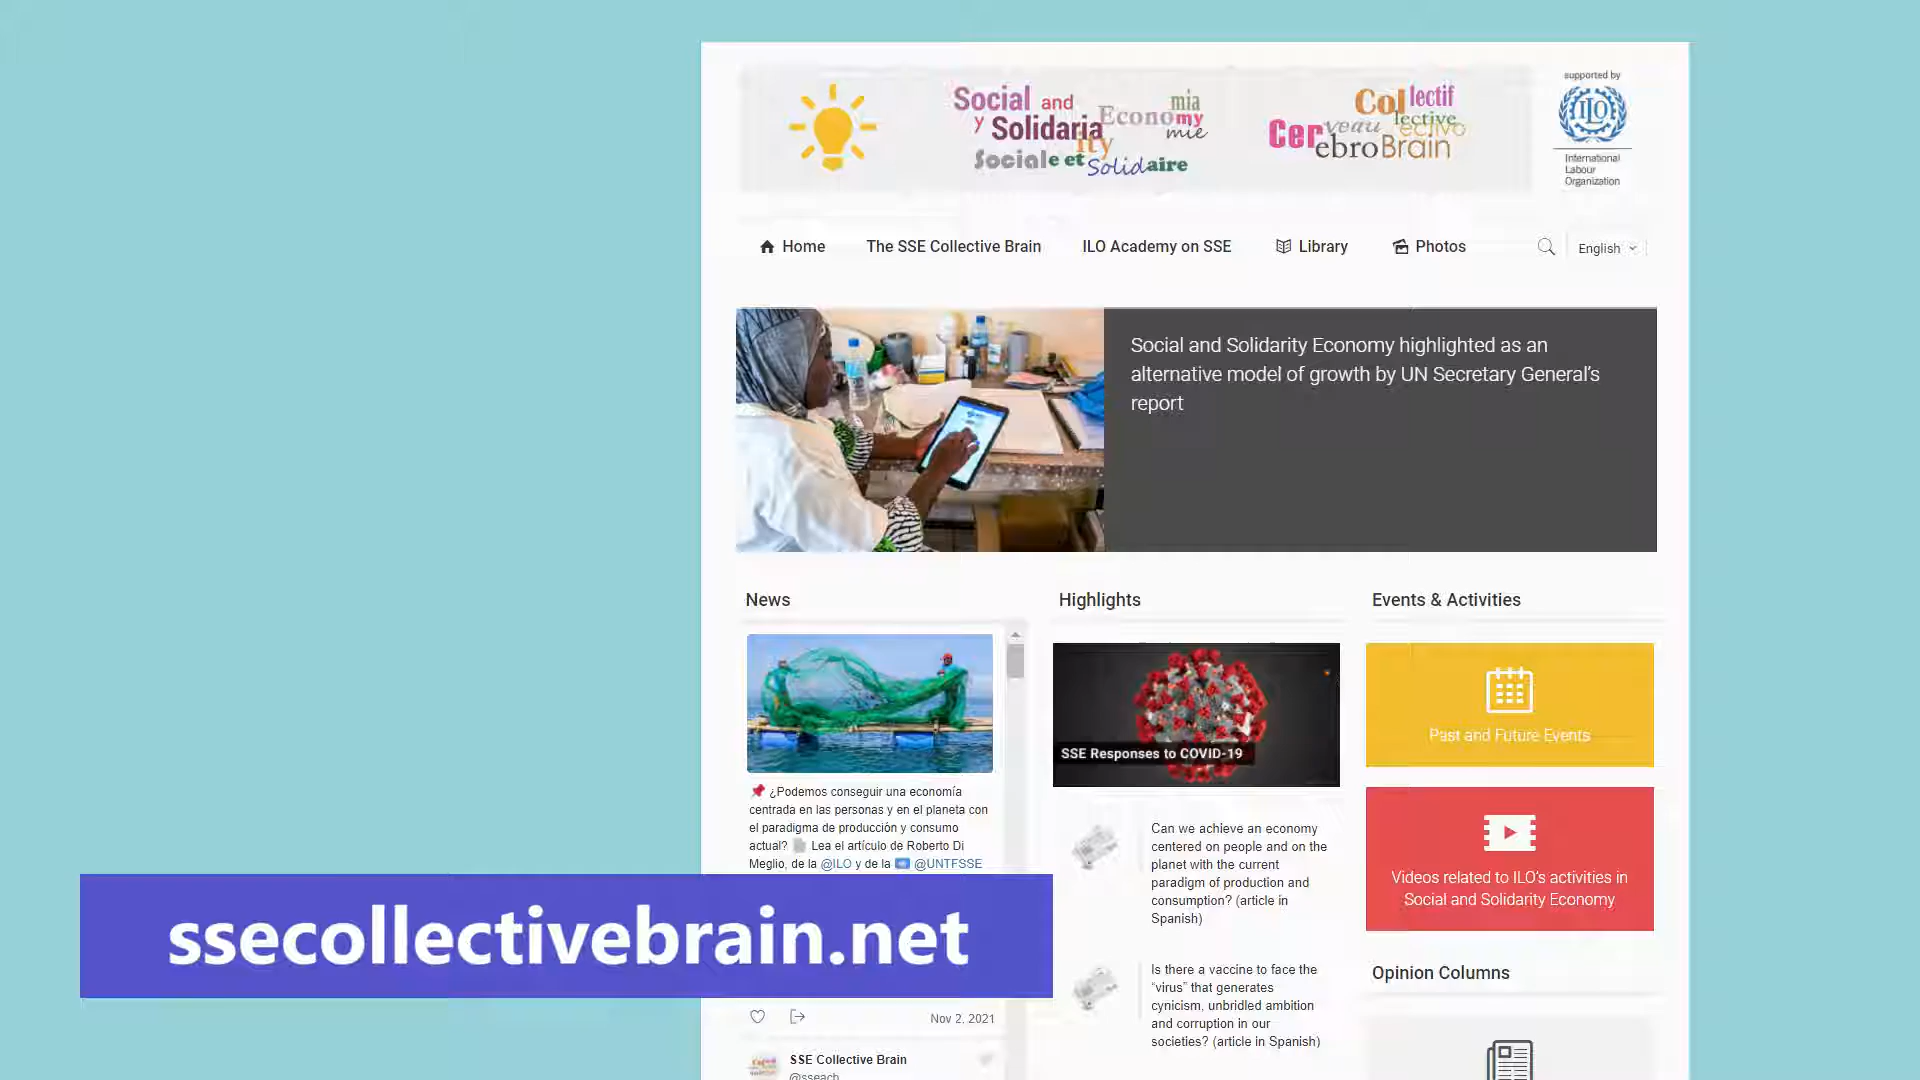 Social and
y Solidaria
ity
Sociale et Solidaire
Economy
mia
mie
Collectif
lective
ectivo
Cerveau
ebro Brain
supported by
ILO
International
Labour
Organization
Home
The SSE Collective Brain
ILO Academy on SSE
Library
Photos
English
Social and Solidarity Economy highlighted as an
alternative model of growth by UN Secretary General’s
report
News
¿Podemos conseguir una economía
centrada en las personas y en el planeta con
el paradigma de producción y consumo
actual? Lea el artículo de Roberto Di
Meglio, de la @ILO y de la @UNTFSSE
Nov 2, 2021
SSE Collective Brain
@sseach
Highlights
SSE Responses to COVID-19
Can we achieve an economy
centered on people and on the
planet with the current
paradigm of production and
consumption? (article in
Spanish)
Is there a vaccine to face the
“virus” that generates
cynicism, unbridled ambition
and corruption in our
societies? (article in Spanish)
Events & Activities
Past and Future Events
Videos related to ILO’s activities in
Social and Solidarity Economy
Opinion Columns
ssecollectivebrain.net